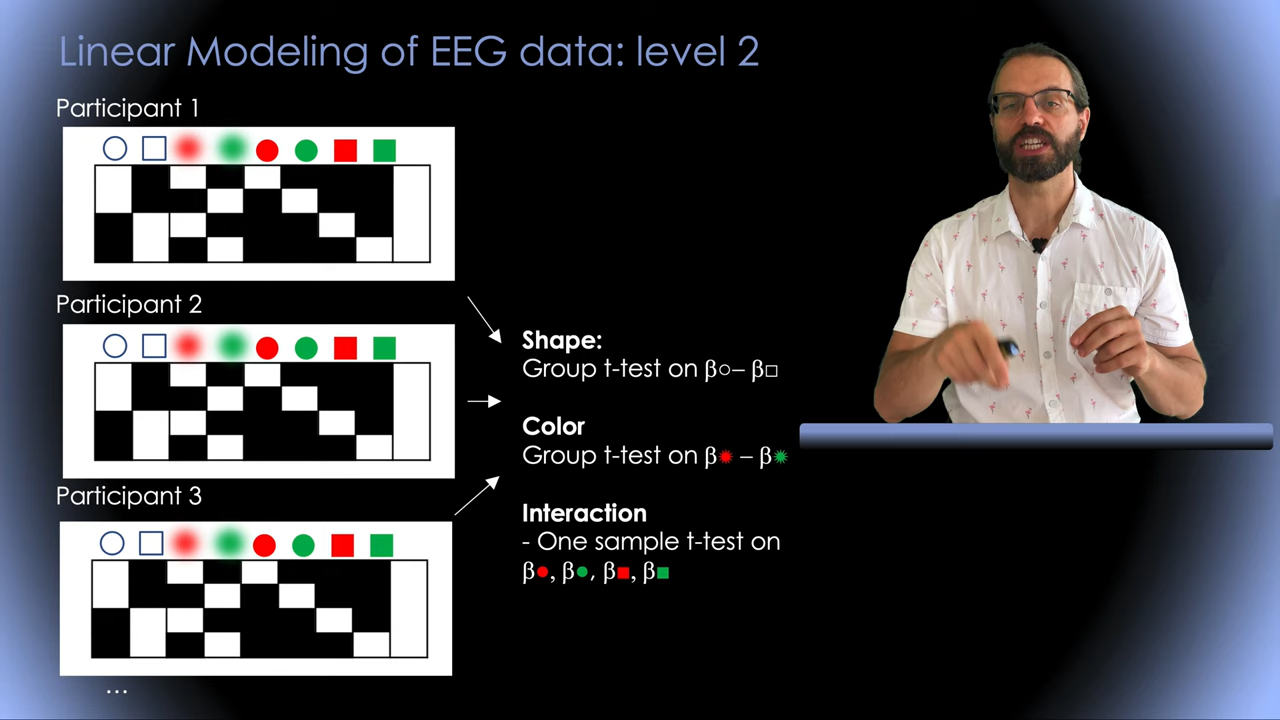 Linear Modeling of EEG data: level 2
Participant 1
Participant 2
Participant 3
...
Shape:
Group t-test on β○– β□
Color
Group t-test on β✹ – β✹
Interaction
- One sample t-test on
β●, β●, β■, β■